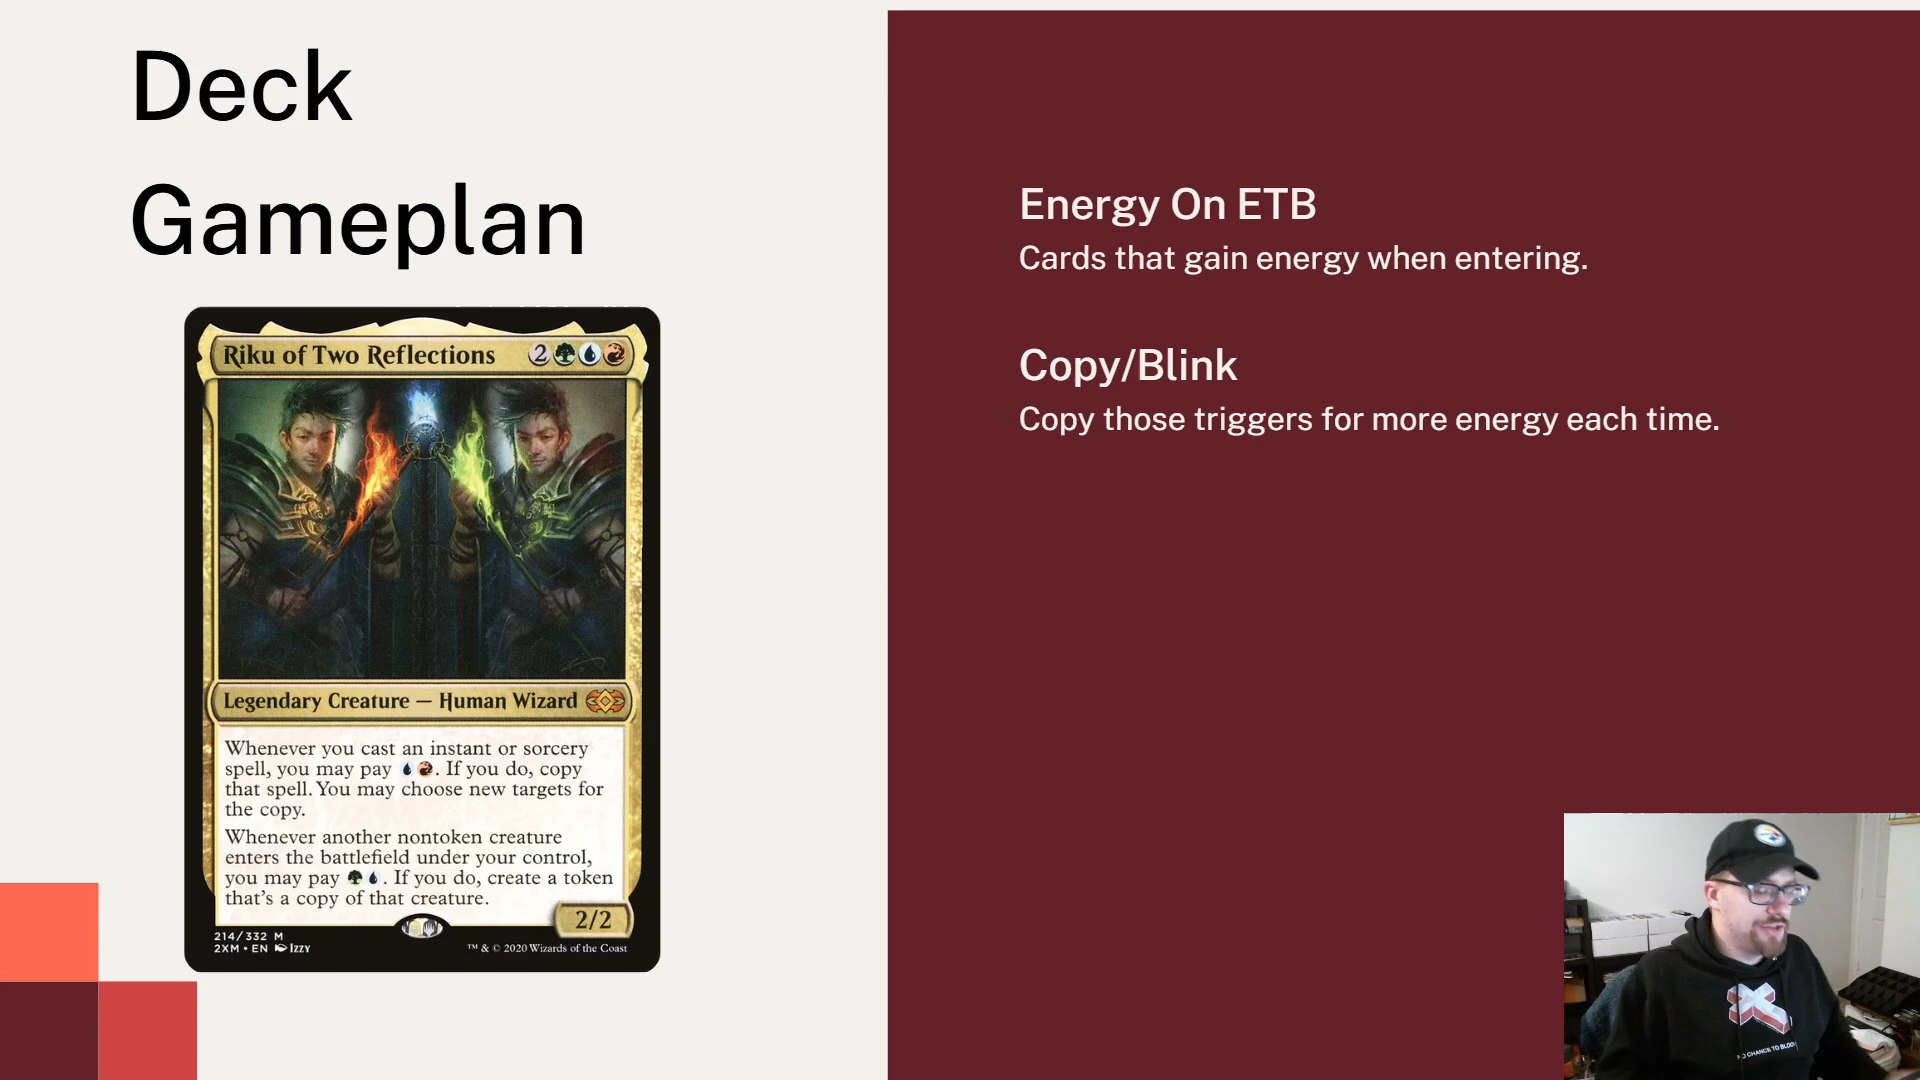 Deck
Gameplan
Riku of Two Reflections 2
Legendary Creature — Human Wizard
Whenever you cast an instant or sorcery
spell, you may pay . If you do, copy
that spell. You may choose new targets for
the copy.
Whenever another nontoken creature
enters the battlefield under your control,
you may pay . If you do, create a token
that's a copy of that creature.
2/2
214/332 M
2XM • EN Izzy
™ & © 2020 Wizards of the Coast
Energy On ETB
Cards that gain energy when entering.
Copy/Blink
Copy those triggers for more energy each time.
CHANCE TO